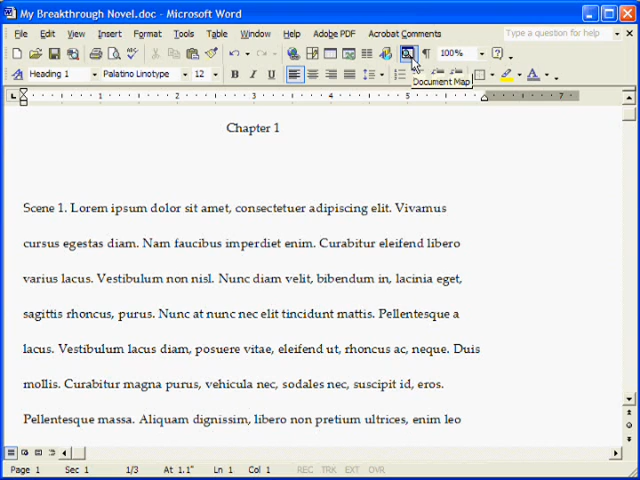 My Breakthrough Novel.doc - Microsoft Word
File Edit View Insert Format Tools Table Window Adobe PDF Acrobat Comments Type a question for help
100%
Heading 1 Palatino Linotype 12 B I U A
Document Map
L 1 2 3 4 5 7
Chapter 1
Scene 1. Lorem ipsum dolor sit amet, consectetuer adipiscing elit. Vivamus
cursus egestas diam. Nam faucibus imperdiet enim. Curabitur eleifend libero
varius lacus. Vestibulum non nisl. Nunc diam velit, bibendum in, lacinia eget,
sagittis rhoncus, purus. Nunc at nunc nec elit tincidunt mattis. Pellentesque a
lacus. Vestibulum lacus diam, posuere vitae, eleifend ut, rhoncus ac, neque. Duis
mollis. Curabitur magna purus, vehicula nec, sodales nec, suscipit id, eros.
Pellentesque massa. Aliquam dignissim, libero non pretium ultrices, enim leo
Page 1 Sec 1 1/3 At 1.1" Ln 1 Col 1 REC TRK EXT OVR